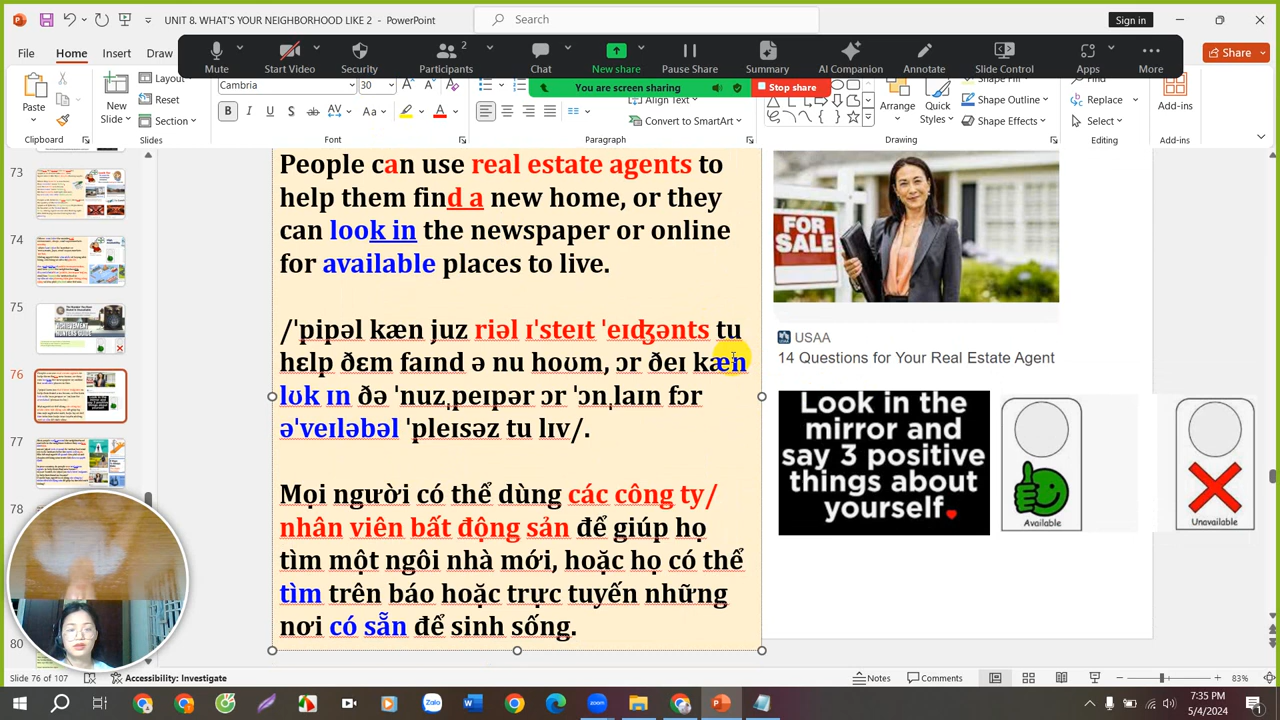 UNIT 8. WHAT'S YOUR NEIGHBORHOOD LIKE 2 - PowerPoint
Search
Sign in
File
Home
Insert
Draw
Mute
Start Video
Security
Participants
2
Chat
New share
Pause Share
Summary
AI Companion
Annotate
Slide Control
Apps
More
Share
You are screen sharing
Stop share
Paste
Clipboard
New
Slide
Layout
Reset
Section
Slides
Cambria
30
Font
Paragraph
Align Text
Convert to SmartArt
Arrange
Quick
Styles
Shape Outline
Shape Effects
Drawing
Find
Replace
Select
Editing
Add-ins
Add-ins
73
74
75
76
77
78
80
People can use real estate agents to
help them find a new home, or they
can look in the newspaper or online
for available places to live.
/ˈpipəl kæn juz riəl ɪˈsteɪt ˈeɪʤənts tu
hɛlp ðɛm faɪnd ə nu hoʊm, ɔr ðeɪ kæn
lʊk ɪn ðə ˈnuzˌpeɪpər ɔr ˈɔnˌlaɪn fɔr
əˈveɪləbəl ˈpleɪsəz tu lɪv/.
Mọi người có thể dùng các công ty/
nhân viên bất động sản để giúp họ
tìm một ngôi nhà mới, hoặc họ có thể
tìm trên báo hoặc trực tuyến những
nơi có sẵn để sinh sống.
FOR
SALE
USAA
14 Questions for Your Real Estate Agent
Look in the
mirror and
say 3 positive
things about
yourself.
Available
Unavailable
Slide 76 of 107
Accessibility: Investigate
Notes
Comments
83%
Zalo
zoom
7:35 PM
5/4/2024